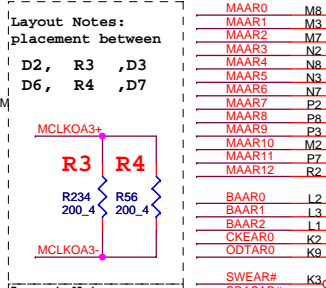 Layout Notes:
placement between
D2, R3 ,D3
D6, R4 ,D7
M
MCLKOA3+
R3 R4
R234 R56
200_4 200_4
MCLKOA3-
MAAR0 M8
MAAR1 M3
MAAR2 M7
MAAR3 N2
MAAR4 N8
MAAR5 N3
MAAR6 N7
MAAR7 P2
MAAR8 P8
MAAR9 P3
MAAR10 M2
MAAR11 P7
MAAR12 R2
BAAR0 L2
BAAR1 L3
BAAR2 L1
CKEAR0 K2
ODTAR0 K9
SWEAR# K3